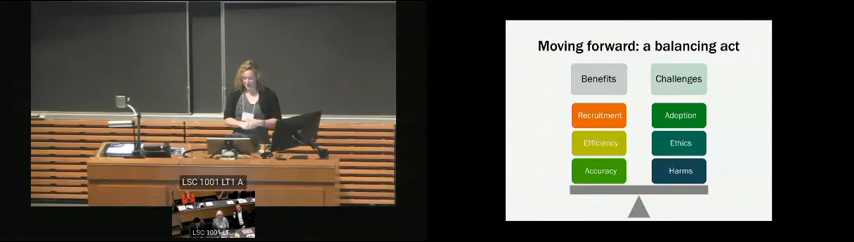 Moving forward: a balancing act
Benefits
Challenges
Recruitment
Adoption
Efficiency
Ethics
Accuracy
Harms
LSC 1001 LT1 A
LSC 1001 LT